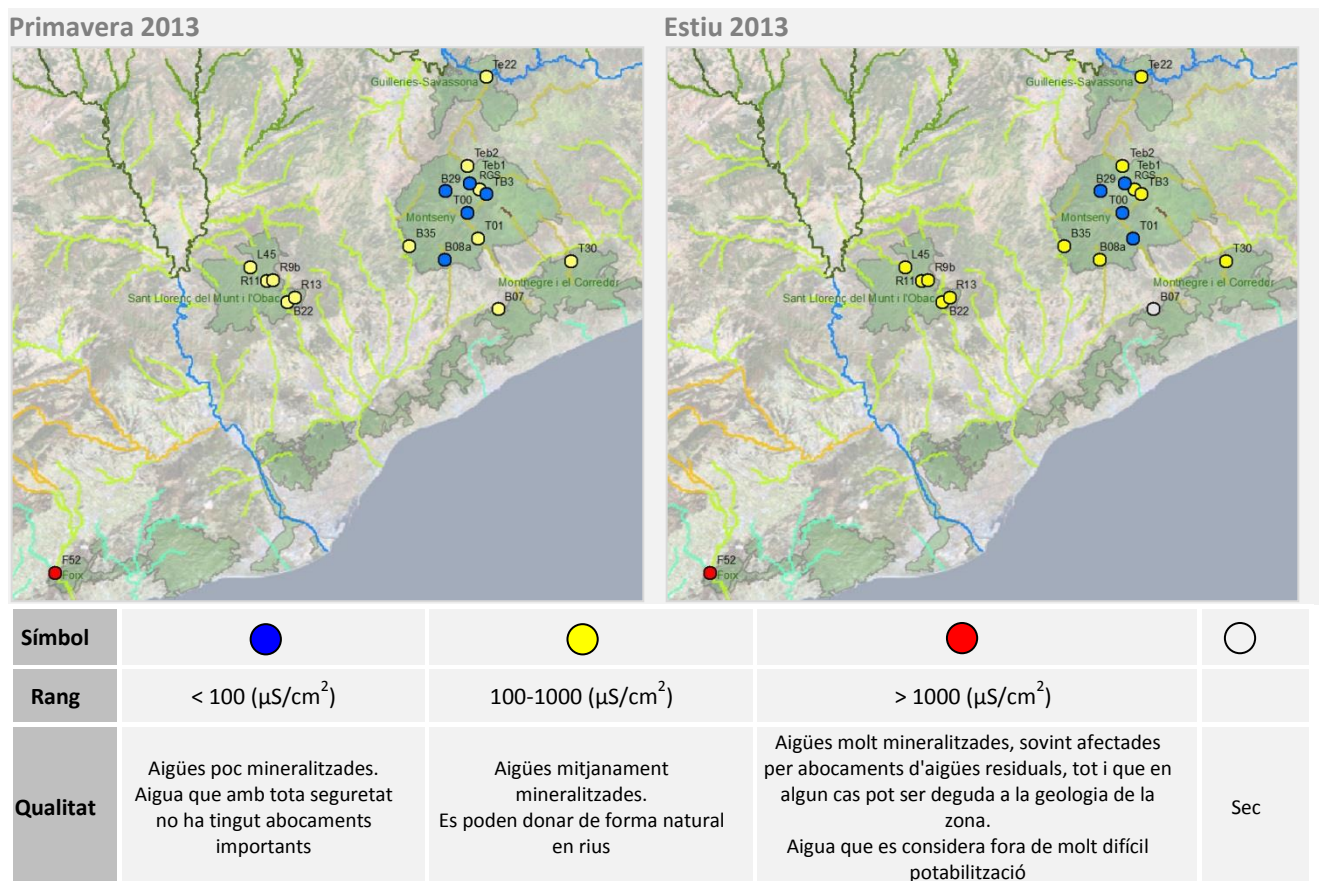 Primavera 2013
Estiu 2013
Te22
Guilleries-Savassona
Teb2
Teb1
B29
RGS
TB3
T00
Montseny
T01
B35
B08a
T30
L45
R9b
R11
Montnegre i el Corredor
R13
Sant Llorenç del Munt i l'Obac
B22
B07
F52
Foix
Te22
Guilleries-Savassona
Teb2
Teb1
B29
RGS
TB3
T00
Montseny
T01
B35
B08a
T30
L45
R9b
R11
Montnegre i el Corredor
R13
Sant Llorenç del Munt i l'Obac
B22
B07
F52
Foix
Símbol
Rang
< 100 (µS/cm²)
100-1000 (µS/cm²)
> 1000 (µS/cm²)
Qualitat
Aigües poc mineralitzades.
Aigua que amb tota seguretat
no ha tingut abocaments
importants
Aigües mitjanament
mineralitzades.
Es poden donar de forma natural
en rius
Aigües molt mineralitzades, sovint afectades
per abocaments d'aigües residuals, tot i que en
algun cas pot ser deguda a la geologia de la
zona.
Aigua que es considera fora de molt difícil
potabilització
Sec